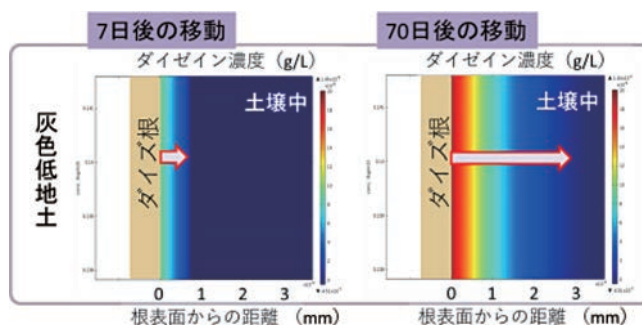 7日後の移動
70日後の移動
ダイゼイン濃度 (g/L)
ダイゼイン濃度 (g/L)
灰色低地土
ダイズ根
土壌中
ダイズ根
土壌中
0 1 2 3
0 1 2 3
根表面からの距離 (mm)
根表面からの距離 (mm)